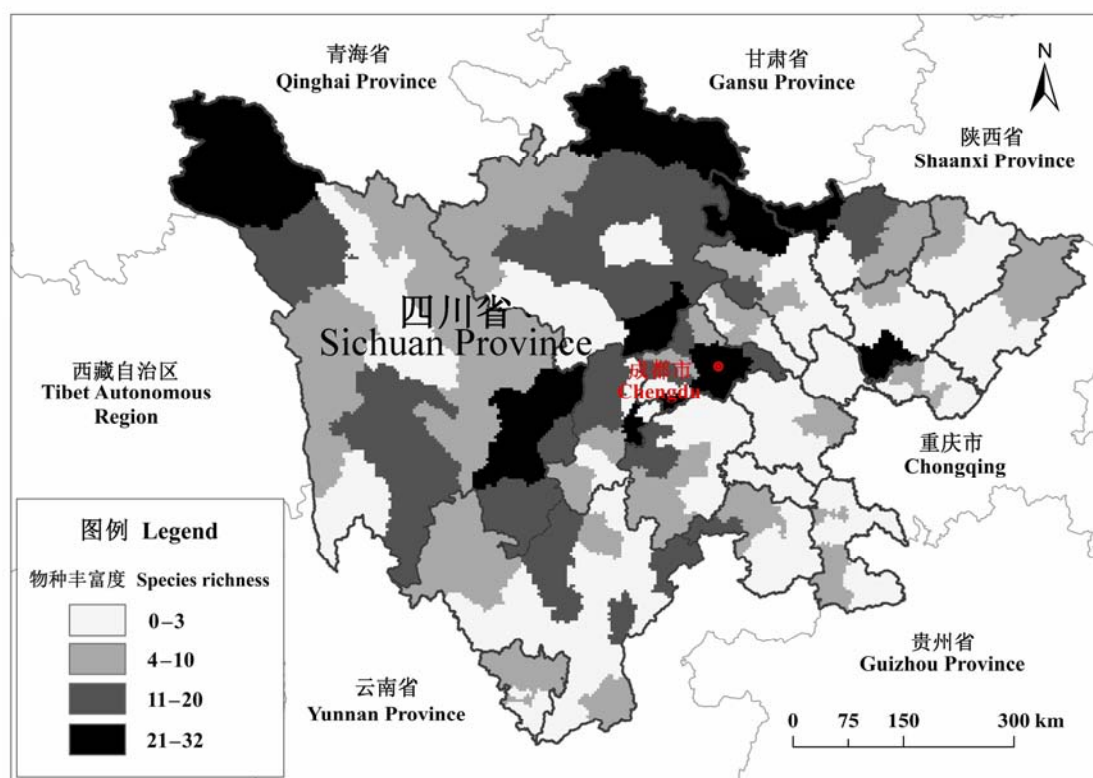 青海省
Qinghai Province
甘肃省
Gansu Province
N
陕西省
Shaanxi Province
四川省
Sichuan Province
西藏自治区
Tibet Autonomous
Region
成都市
Chengdu
重庆市
Chongqing
图例 Legend
物种丰富度 Species richness
0–3
4–10
11–20
21–32
云南省
Yunnan Province
贵州省
Guizhou Province
0 75 150 300 km